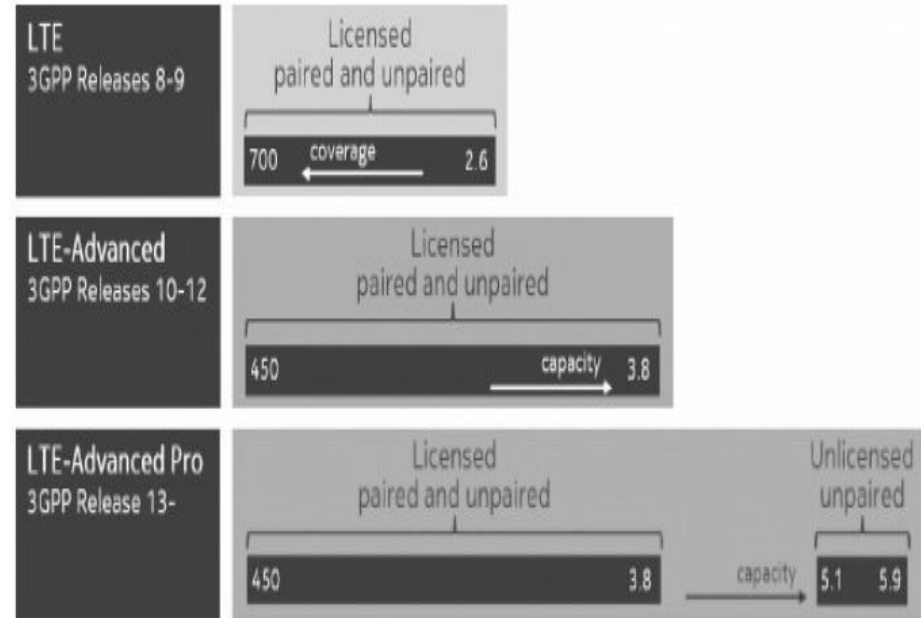 LTE
3GPP Releases 8-9
Licensed
paired and unpaired
700
coverage
2.6
LTE-Advanced
3GPP Releases 10-12
Licensed
paired and unpaired
450
capacity
3.8
LTE-Advanced Pro
3GPP Release 13-
Licensed
paired and unpaired
450
3.8
capacity
Unlicensed
unpaired
5.1
5.9